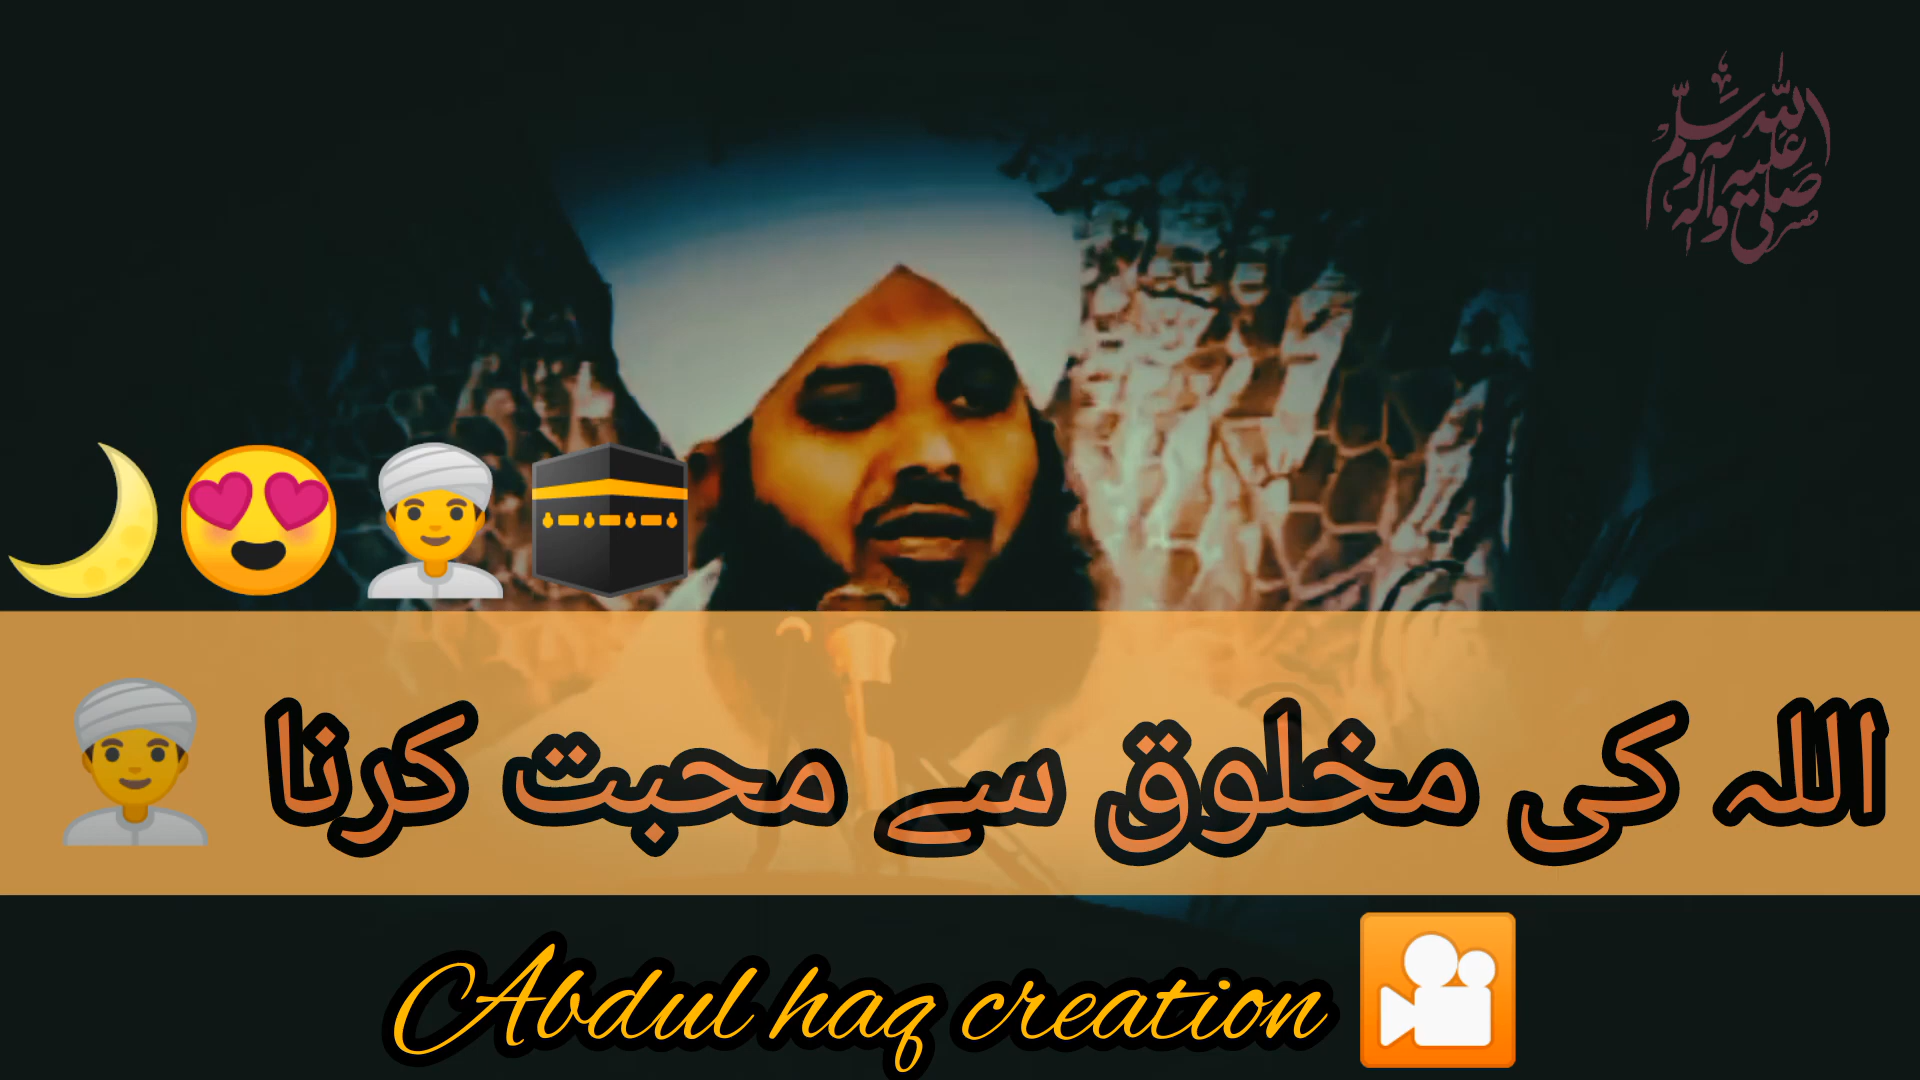 صلی اللہ علیہ وآلہ وسلم
اللہ کی مخلوق سے محبت کرنا
Abdul haq creation